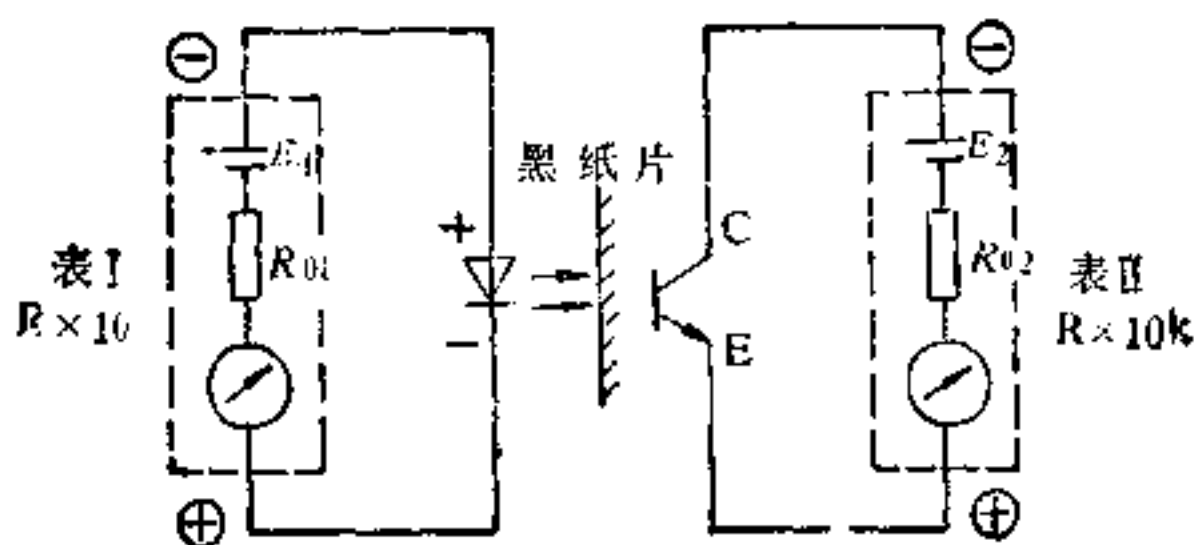 ⊖
E₁
R₀₁
表Ⅰ
R×10
⊕
+
−
黑纸片
C
E
⊖
E₂
R₀₂
表Ⅱ
R×10k
⊕